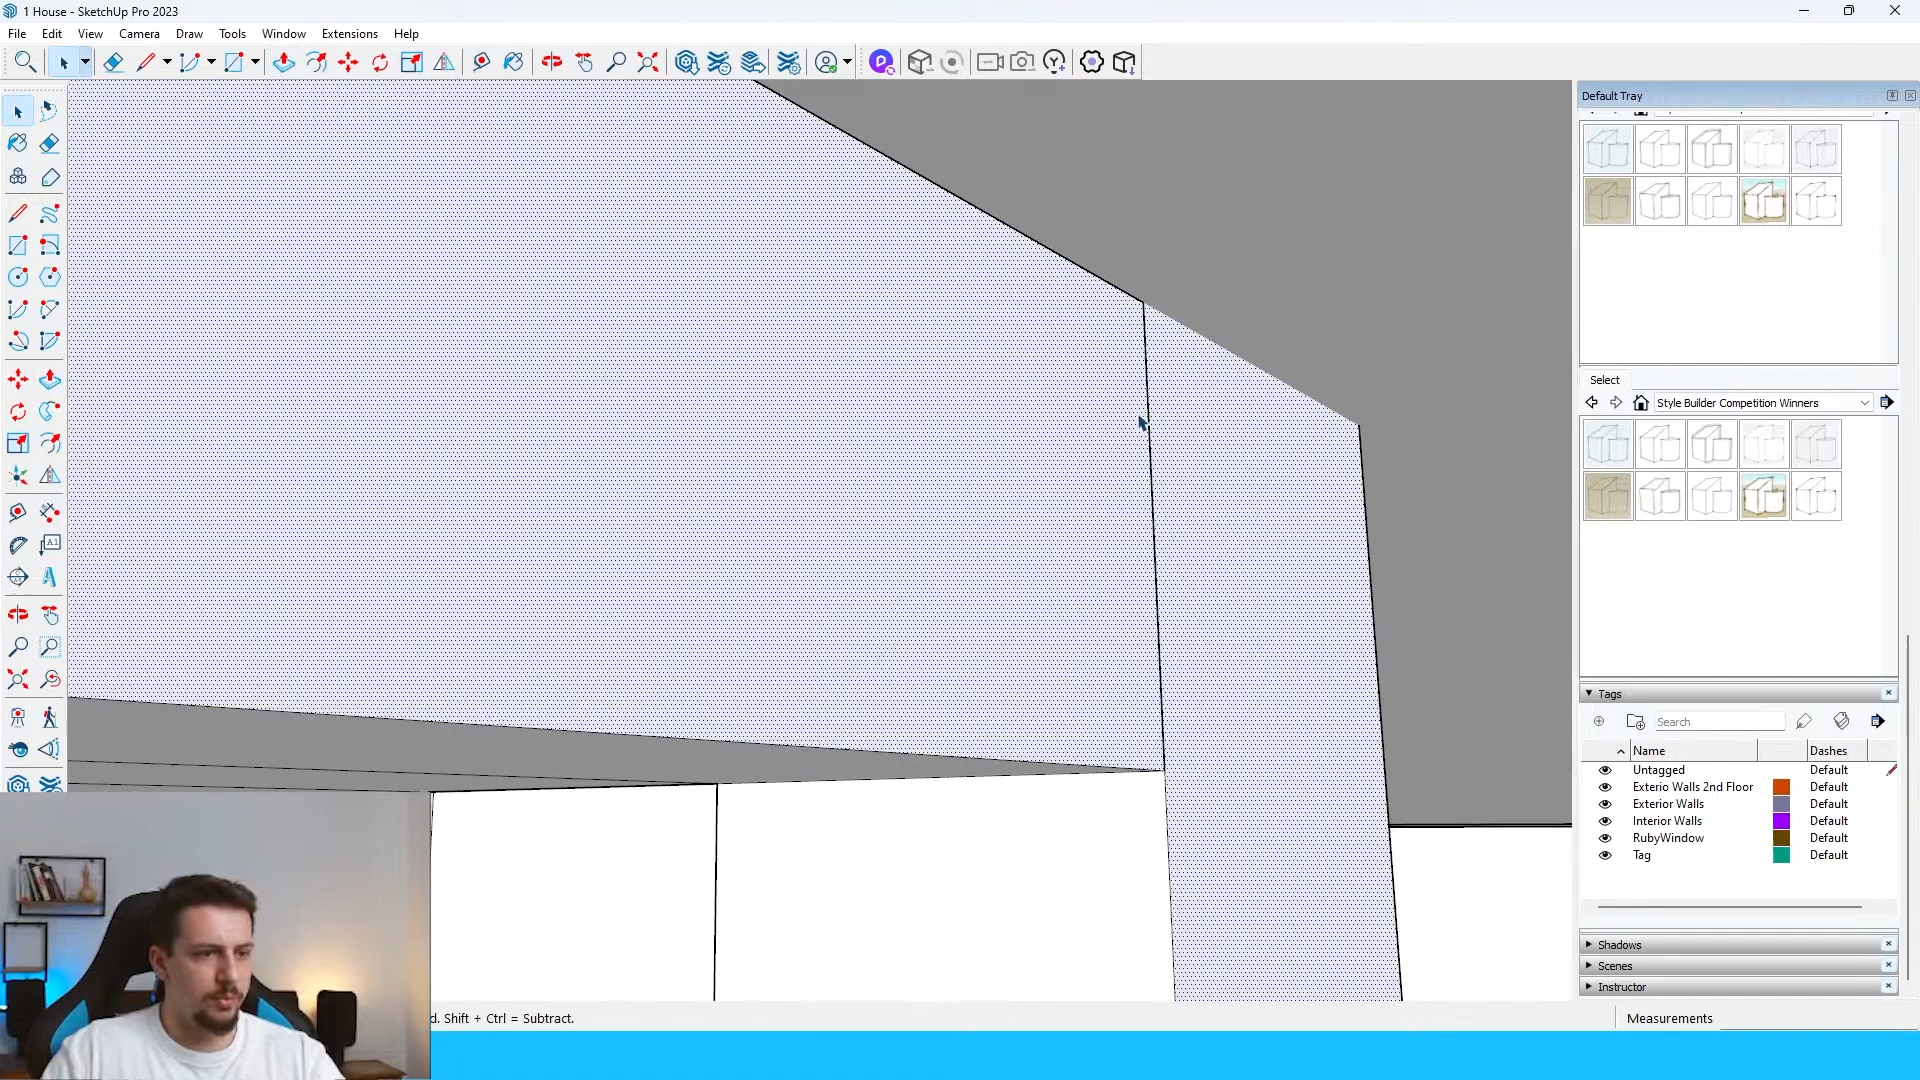 1 House - SketchUp Pro 2023
File Edit View Camera Draw Tools Window Extensions Help
Default Tray
Select
Style Builder Competition Winners
Tags
Search
Name Dashes
Untagged Default
Exterio Walls 2nd Floor Default
Exterior Walls Default
Interior Walls Default
RubyWindow Default
Tag Default
Shadows
Scenes
Instructor
d. Shift + Ctrl = Subtract.
Measurements